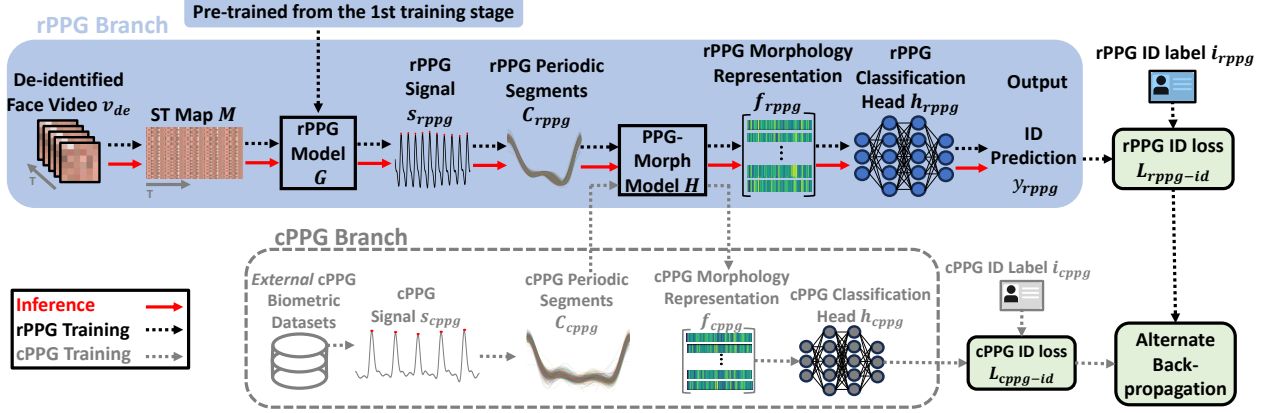 Pre-trained from the 1st training stage
rPPG Branch
De-identified
Face Video v_de
T
ST Map M
T
rPPG
Model
G
rPPG
Signal
s_rppg
rPPG Periodic
Segments
C_rppg
PPG-
Morph
Model H
rPPG Morphology
Representation
f_rppg
rPPG
Classification
Head h_rppg
Output
ID
Prediction
y_rppg
rPPG ID label i_rppg
rPPG ID loss
L_rppg−id
cPPG Branch
External cPPG
Biometric
Datasets
cPPG
Signal s_cppg
cPPG Periodic
Segments
C_cppg
cPPG Morphology
Representation
f_cppg
cPPG Classification
Head h_cppg
cPPG ID Label i_cppg
cPPG ID loss
L_cppg−id
Alternate
Back-
propagation
Inference
rPPG Training
cPPG Training